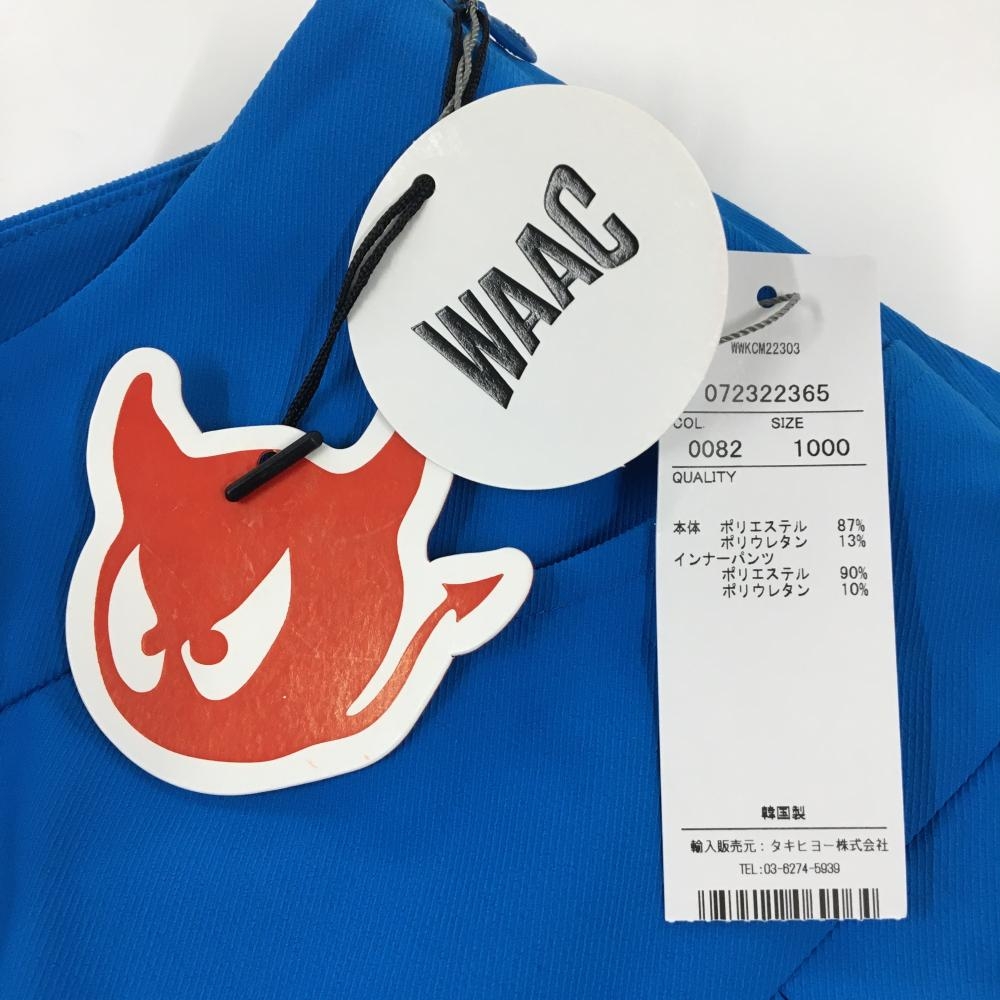 WAAC
WWKCM22303
072322365
COL. SIZE
0082 1000
QUALITY
本体 ポリエステル 87%
ポリウレタン 13%
インナーパンツ
ポリエステル 90%
ポリウレタン 10%
韓国製
輸入販売元：タキヒヨー株式会社
TEL:03-6274-5939